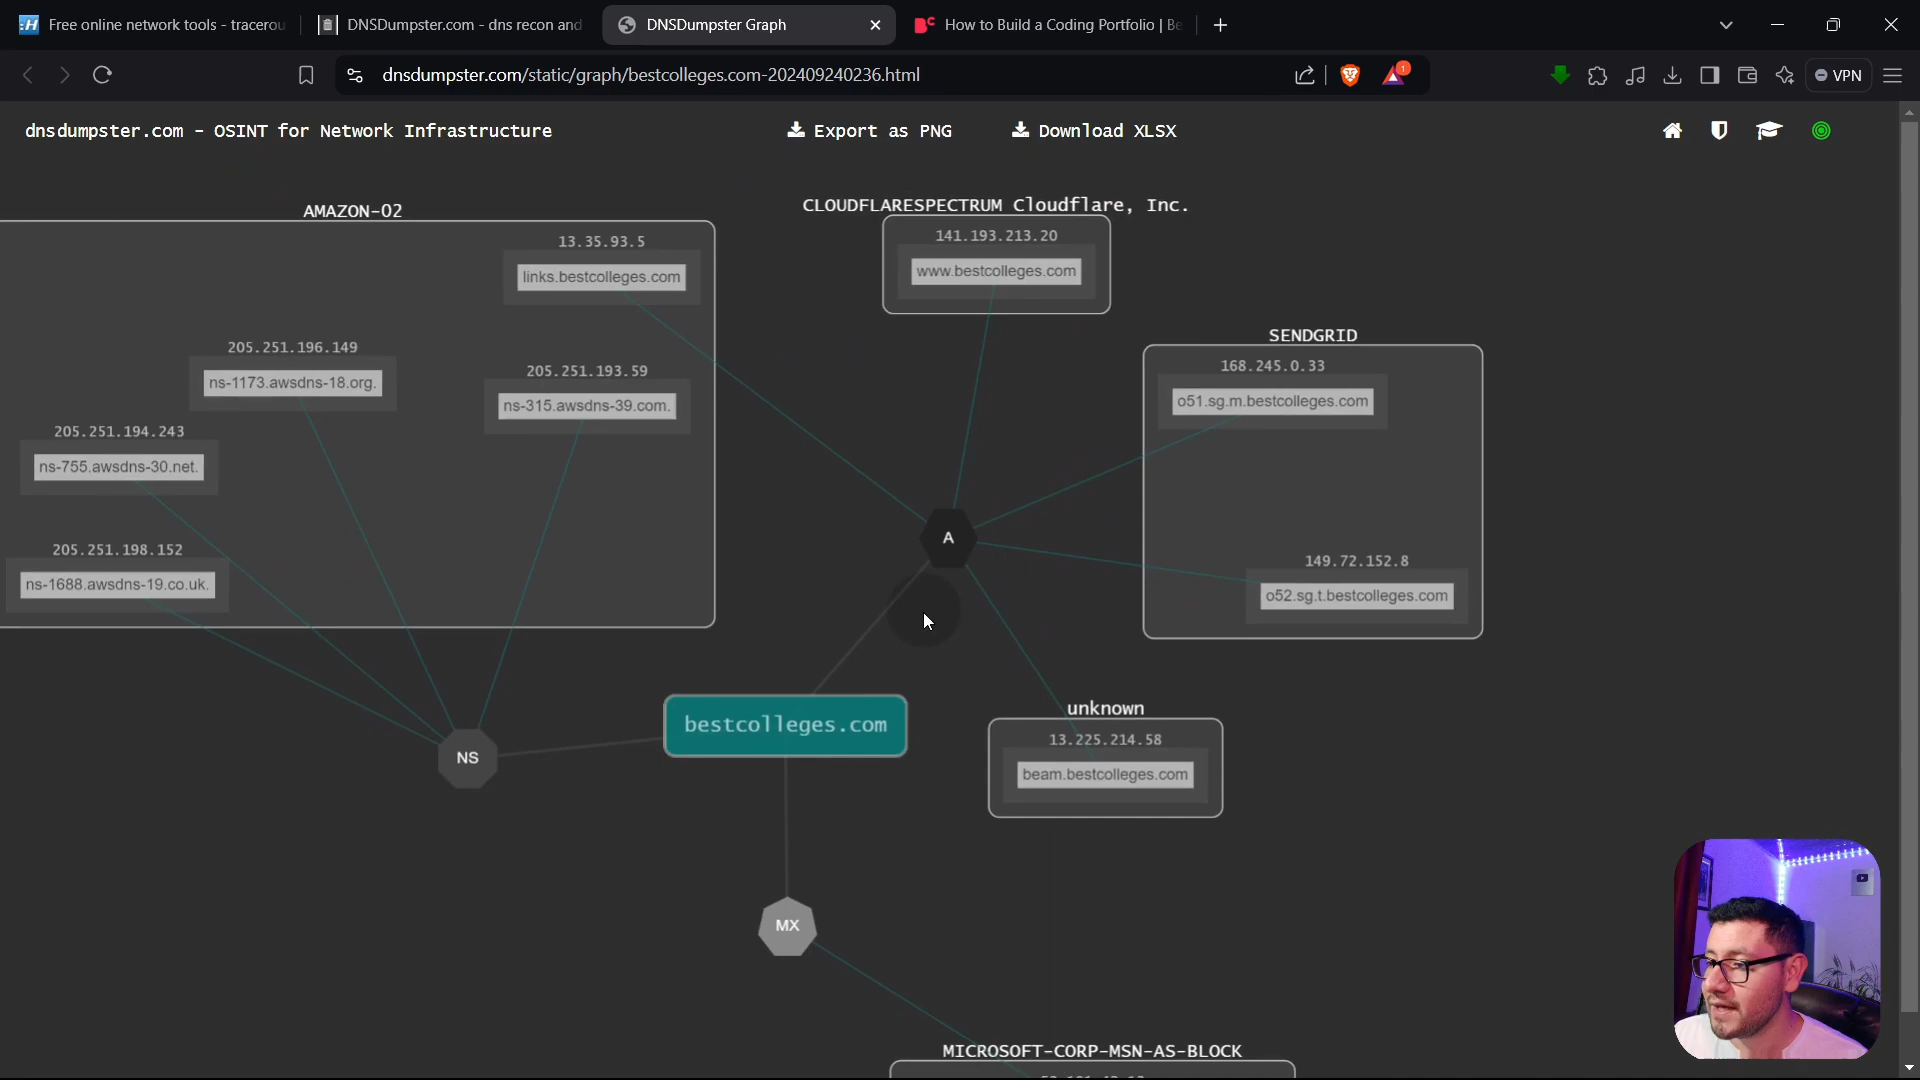 Free online network tools - tracerou
DNSDumpster.com - dns recon and
DNSDumpster Graph
How to Build a Coding Portfolio | Be
dnsdumpster.com/static/graph/bestcolleges.com-202409240236.html
1
VPN
dnsdumpster.com - OSINT for Network Infrastructure
Export as PNG
Download XLSX
AMAZON-02
13.35.93.5
links.bestcolleges.com
205.251.196.149
ns-1173.awsdns-18.org.
205.251.193.59
ns-315.awsdns-39.com.
205.251.194.243
ns-755.awsdns-30.net.
205.251.198.152
ns-1688.awsdns-19.co.uk.
CLOUDFLARESPECTRUM Cloudflare, Inc.
141.193.213.20
www.bestcolleges.com
SENDGRID
168.245.0.33
o51.sg.m.bestcolleges.com
149.72.152.8
o52.sg.t.bestcolleges.com
A
unknown
13.225.214.58
beam.bestcolleges.com
bestcolleges.com
NS
MX
MICROSOFT-CORP-MSN-AS-BLOCK